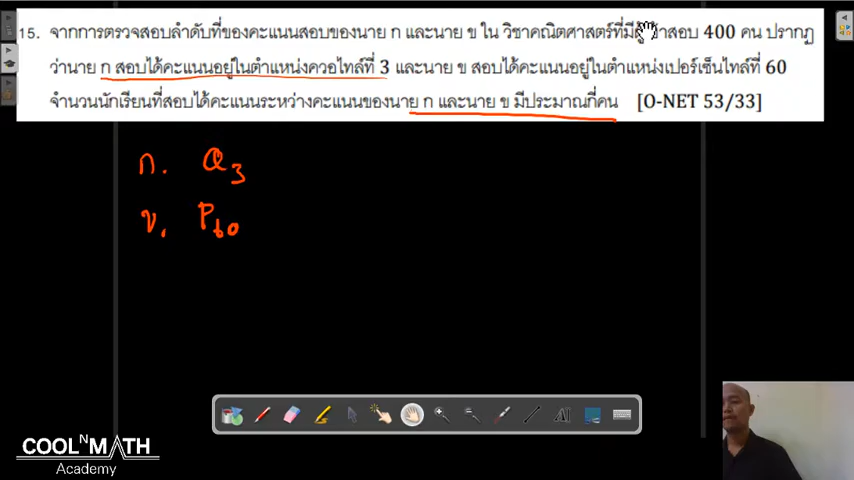 15. จากการตรวจสอบลำดับที่ของคะแนนสอบของนาย ก และนาย ข ใน วิชาคณิตศาสตร์ที่มี 400 คน ปรากฏ
ว่านาย ก สอบได้คะแนนอยู่ในตำแหน่งควอไทล์ที่ 3 และนาย ข สอบได้คะแนนอยู่ในตำแหน่งเปอร์เซ็นไทล์ที่ 60
จำนวนนักเรียนที่สอบได้คะแนนระหว่างคะแนนของนาย ก และนาย ข มีประมาณกี่คน [O-NET 53/33]
ก. Q3
ข. P60
AI
COOL N MATH
Academy